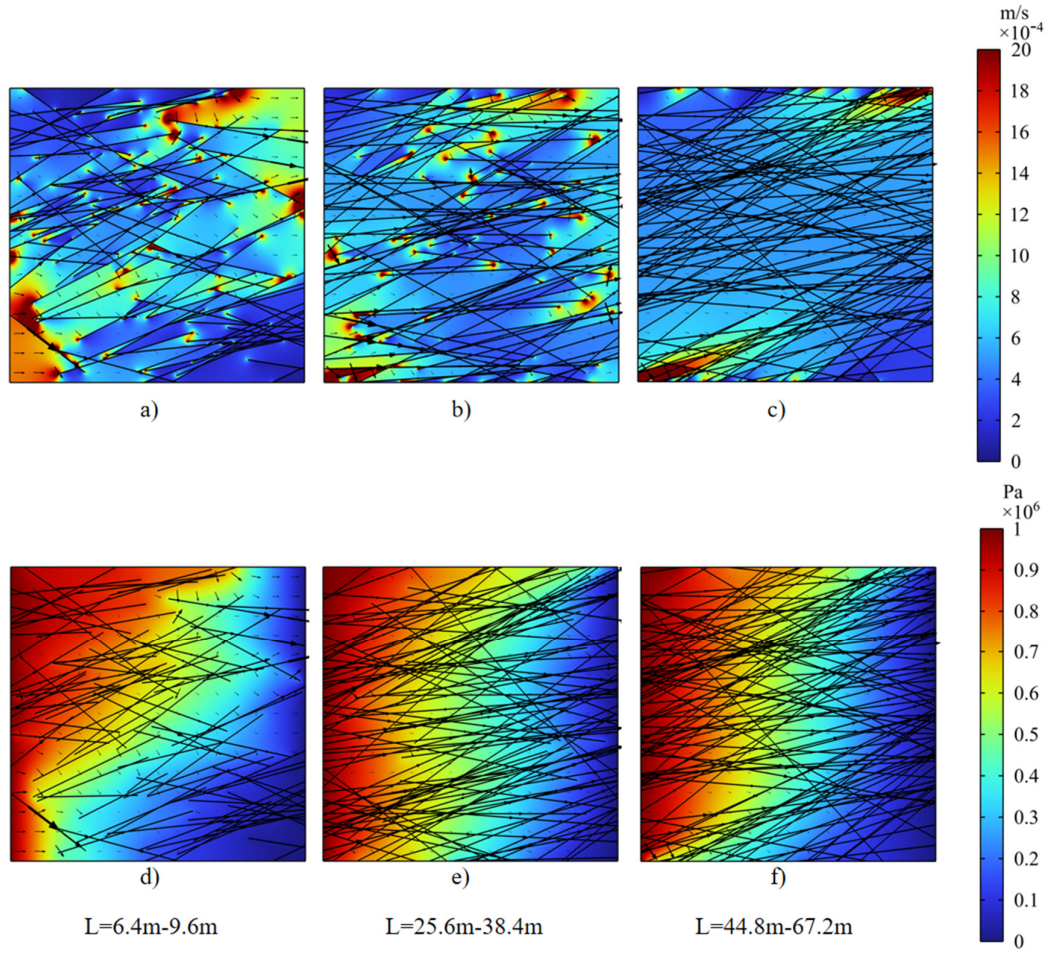 m/s
×10⁻⁴
20
18
16
14
12
10
8
6
4
2
0
a)
b)
c)
Pa
×10⁶
1
0.9
0.8
0.7
0.6
0.5
0.4
0.3
0.2
0.1
0
d)
e)
f)
L=6.4m-9.6m
L=25.6m-38.4m
L=44.8m-67.2m